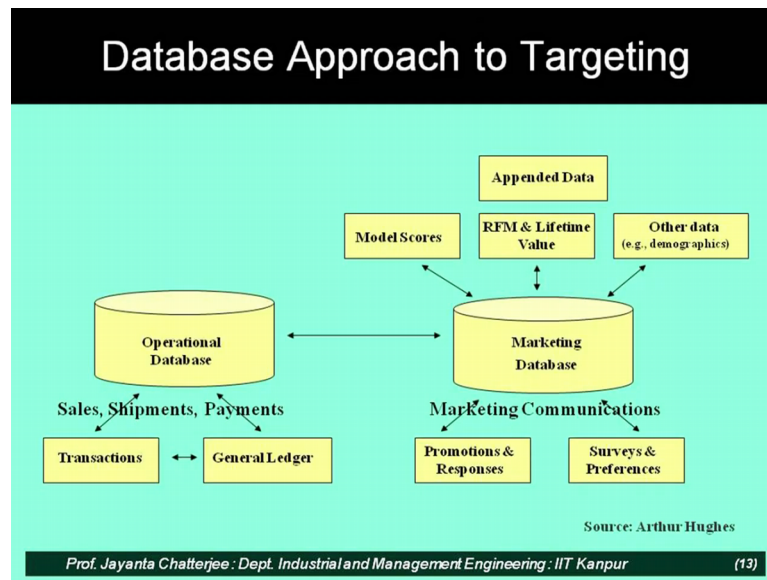 Database Approach to Targeting
Appended Data
Model Scores
RFM & Lifetime
Value
Other data
(e.g., demographics)
Operational
Database
Marketing
Database
Sales, Shipments, Payments
Marketing Communications
Transactions
General Ledger
Promotions &
Responses
Surveys &
Preferences
Source: Arthur Hughes
Prof. Jayanta Chatterjee : Dept. Industrial and Management Engineering : IIT Kanpur
(13)